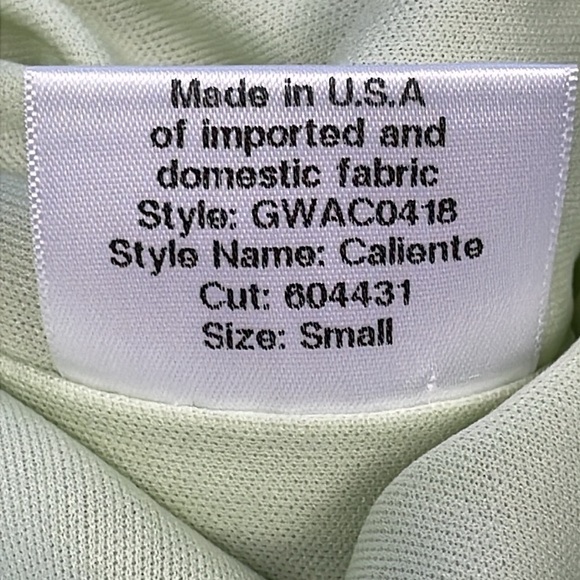 Made in U.S.A
of imported and
domestic fabric
Style: GWAC0418
Style Name: Caliente
Cut: 604431
Size: Small